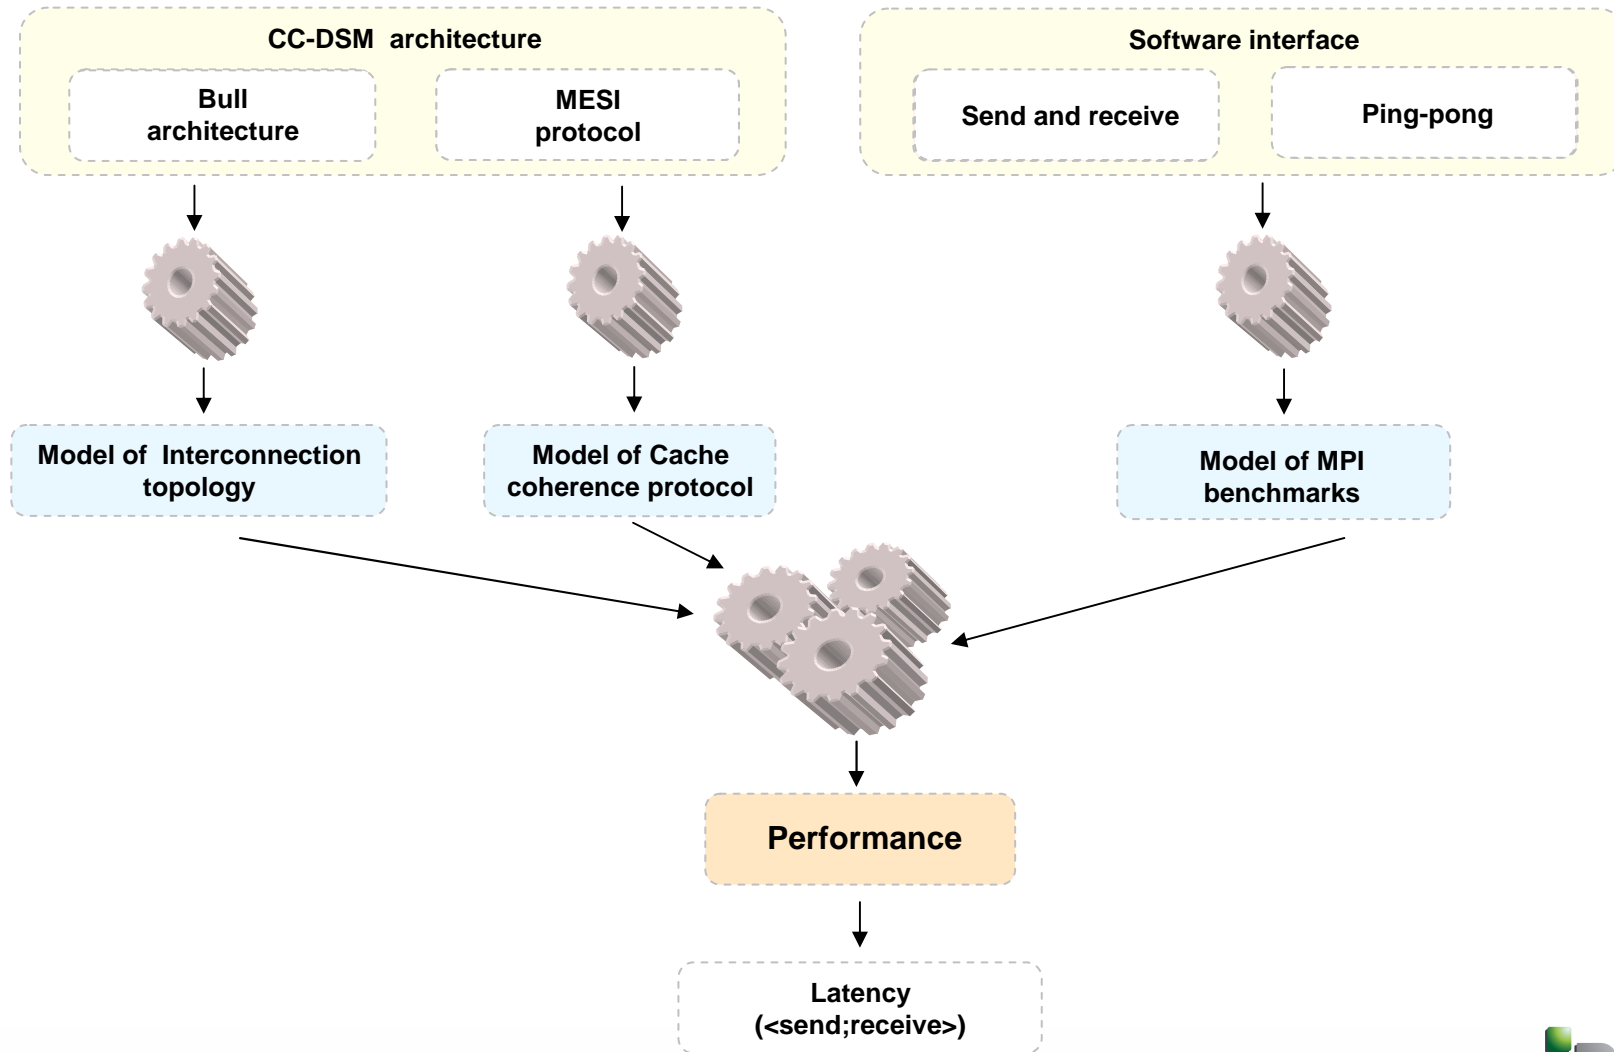 CC-DSM architecture
Bull
architecture
MESI
protocol
Software interface
Send and receive
Ping-pong
Model of Interconnection
topology
Model of Cache
coherence protocol
Model of MPI
benchmarks
Performance
Latency
(<send;receive>)